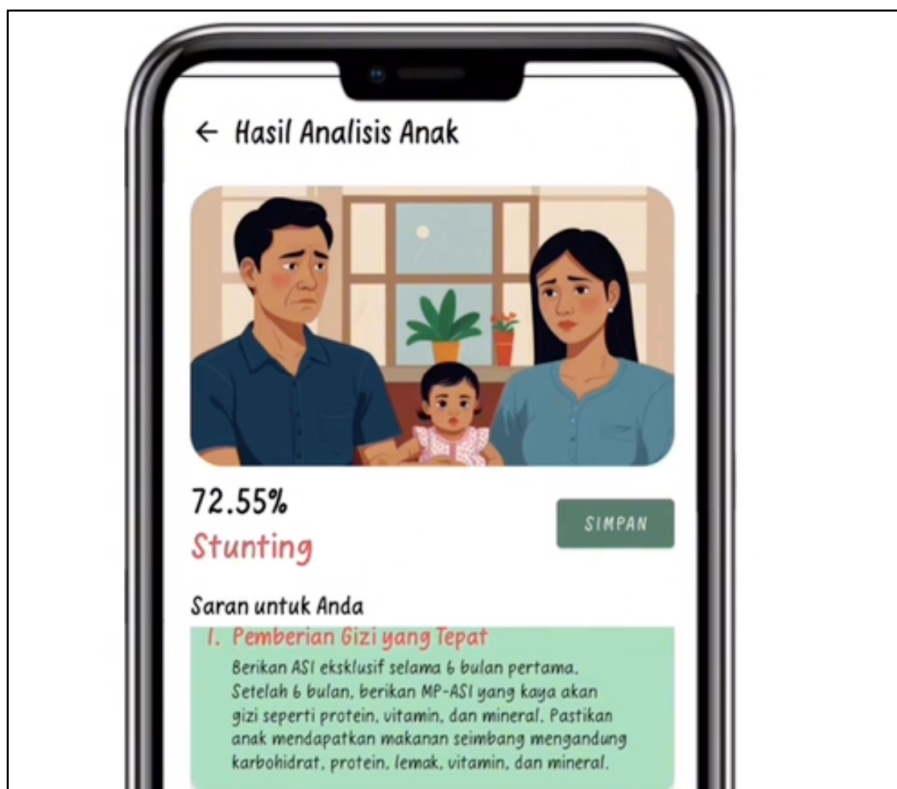 ← Hasil Analisis Anak
72.55%
Stunting
SIMPAN
Saran untuk Anda
1. Pemberian Gizi yang Tepat
Berikan ASI eksklusif selama 6 bulan pertama.
Setelah 6 bulan, berikan MP-ASI yang kaya akan
gizi seperti protein, vitamin, dan mineral. Pastikan
anak mendapatkan makanan seimbang mengandung
karbohidrat, protein, lemak, vitamin, dan mineral.